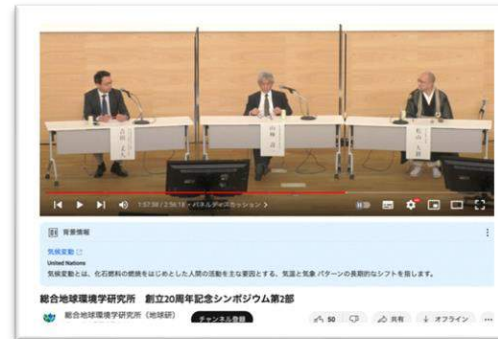 1:57:50 / 2:56:18・パネルディスカッション >
背景情報
気候変動
United Nations
気候変動とは、化石燃料の燃焼をはじめとした人間の活動を主な要因とする、気温と気象 パターンの長期的なシフトを指します。
総合地球環境学研究所 創立20周年記念シンポジウム第2部
総合地球環境学研究所（地球研）
チャンネル登録
50
共有
オフライン